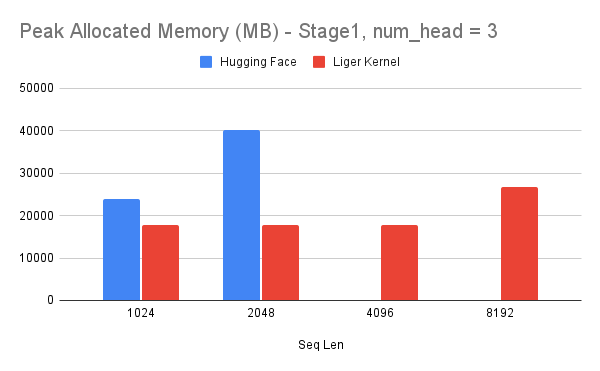 Peak Allocated Memory (MB) - Stage1, num_head = 3
Hugging Face Liger Kernel
50000
40000
30000
20000
10000
0
1024 2048 4096 8192
Seq Len